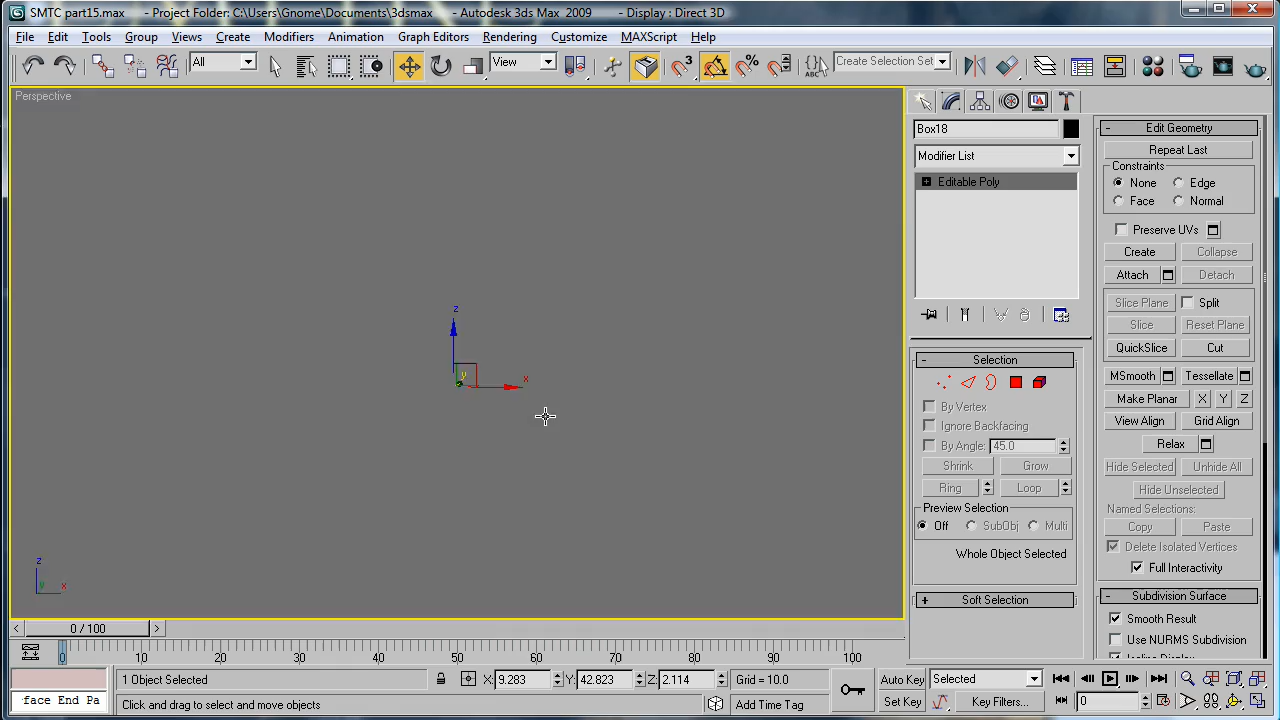 SMTC part15.max - Project Folder: C:\Users\Gnome\Documents\3dsmax - Autodesk 3ds Max 2009 - Display : Direct 3D
File Edit Tools Group Views Create Modifiers Animation Graph Editors Rendering Customize MAXScript Help
All View 3 Create Selection Set
Perspective
Box18
Modifier List
Editable Poly
Selection
By Vertex
Ignore Backfacing
By Angle: 45.0
Shrink Grow
Ring Loop
Preview Selection
Off SubObj Multi
Whole Object Selected
Soft Selection
Edit Geometry
Repeat Last
Constraints
None Edge
Face Normal
Preserve UVs
Create Collapse
Attach Detach
Slice Plane Split
Slice Reset Plane
QuickSlice Cut
MSmooth Tessellate
Make Planar X Y Z
View Align Grid Align
Relax
Hide Selected Unhide All
Hide Unselected
Named Selections:
Copy Paste
Delete Isolated Vertices
Full Interactivity
Subdivision Surface
Smooth Result
Use NURMS Subdivision
Isoline Display
z
y x
z
y x
< 0 / 100 >
0 10 20 30 40 50 60 70 80 90 100
1 Object Selected X: 9.283 Y: 42.823 Z: 2.114 Grid = 10.0 Auto Key Selected
face End Pa Click and drag to select and move objects Add Time Tag Set Key Key Filters... 0